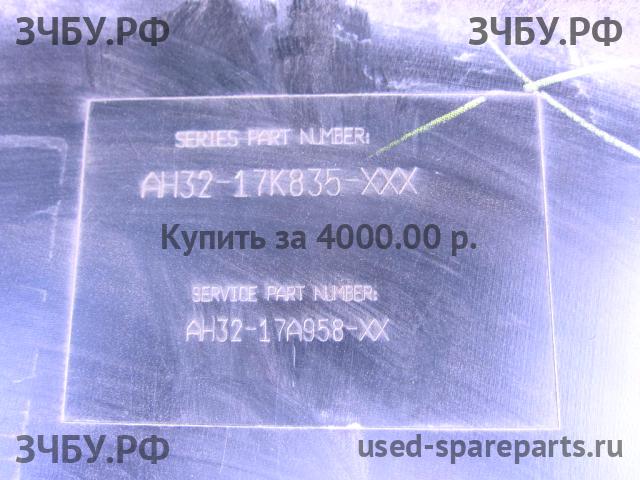 ЗЧБУ.РФ ЗЧБУ.РФ
SERIES PART NUMBER:
AH32-17K835-XXX
Купить за 4000.00 р.
SERVICE PART NUMBER:
AH32-17A958-XX
ЗЧБУ.РФ used-spareparts.ru